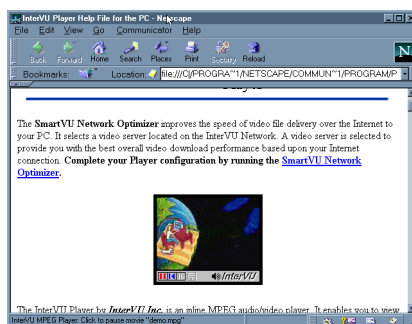 InterVU Player Help File for the PC - Netscape
File Edit View Go Communicator Help
Back Forward Home Search Places Print Security Reload
Bookmarks: Location: file:///C|/PROGRA~1/NETSCAPE/COMMUN~1/PROGRAM/P
The SmartVU Network Optimizer improves the speed of video file delivery over the Internet to
your PC. It selects a video server located on the InterVU Network. A video server is selected to
provide you with the best overall video download performance based upon your Internet
connection. Complete your Player configuration by running the SmartVU Network
Optimizer.
InterVU
The InterVU Player by InterVU Inc. is an inline MPEG audio/video player. It enables you to view
InterVU MPEG Player. Click to pause movie "demo.mpg"